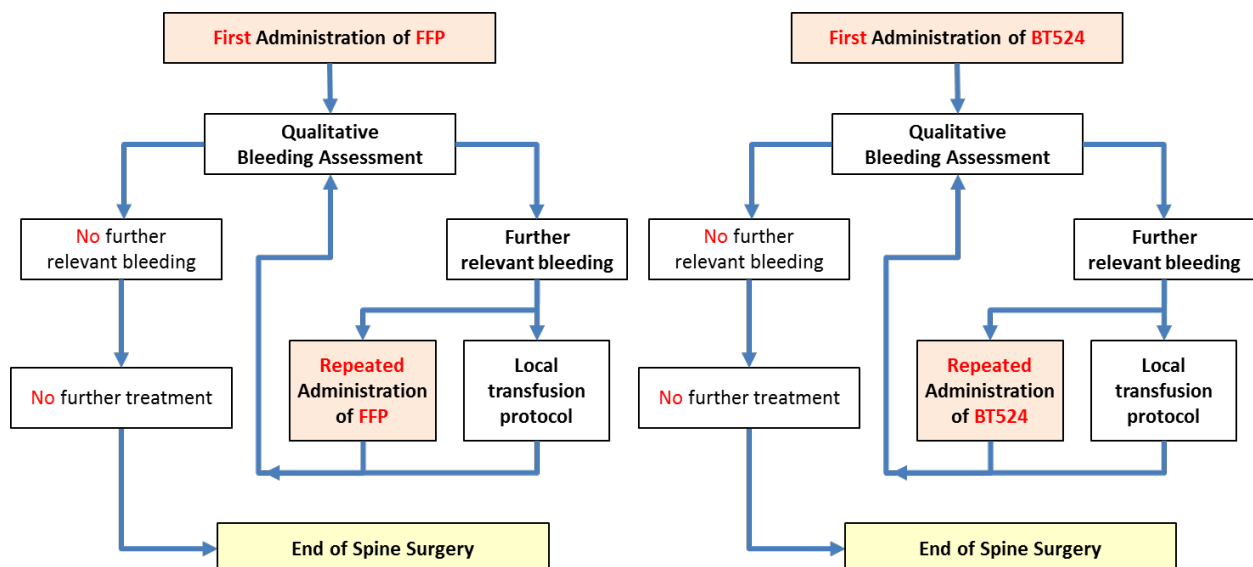 First Administration of FFP
Qualitative
Bleeding Assessment
No further
relevant bleeding
Further
relevant bleeding
No further treatment
Repeated
Administration
of FFP
Local
transfusion
protocol
End of Spine Surgery
First Administration of BT524
Qualitative
Bleeding Assessment
No further
relevant bleeding
Further
relevant bleeding
No further treatment
Repeated
Administration
of BT524
Local
transfusion
protocol
End of Spine Surgery